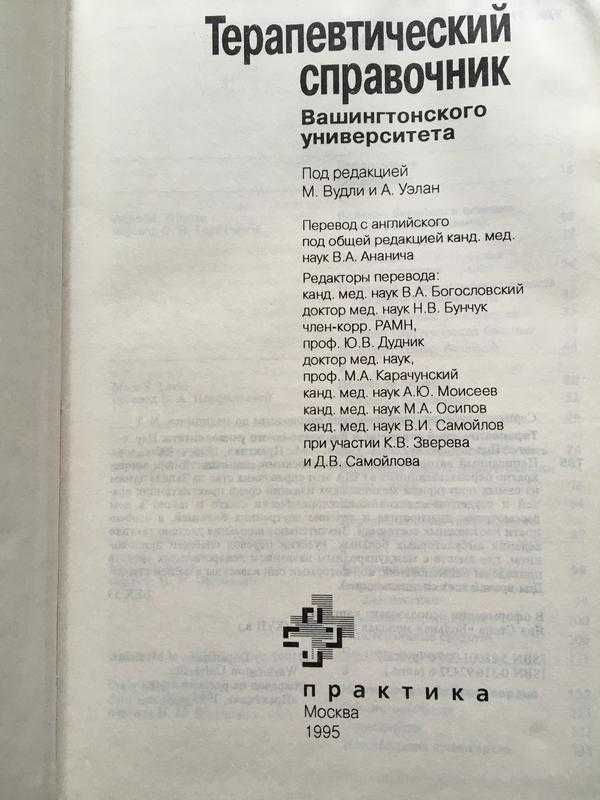 Терапевтический
справочник
Вашингтонского
университета
Под редакцией
М. Вудли и А. Уэлан
Перевод с английского
под общей редакцией канд. мед.
наук В.А. Ананича
Редакторы перевода:
канд. мед. наук В.А. Богословский
доктор мед. наук Н.В. Бунчук
член-корр. РАМН,
проф. Ю.В. Дудник
доктор мед. наук,
проф. М.А. Карачунский
канд. мед. наук А.Ю. Моисеев
канд. мед. наук М.А. Осипов
канд. мед. наук В.И. Самойлов
при участии К.В. Зверева
и Д.В. Самойлова
практика
Москва
1995